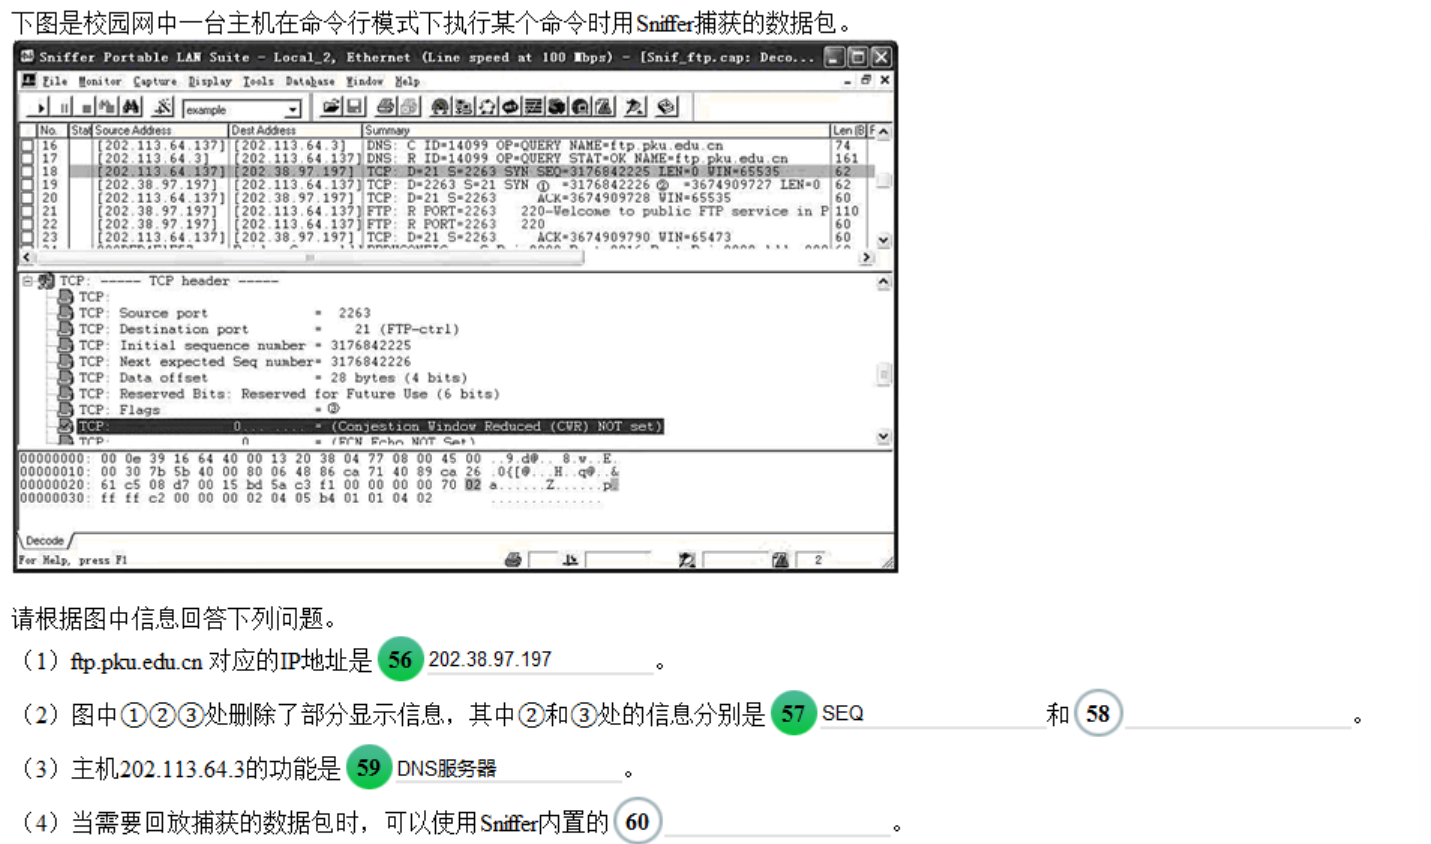 下图是校园网中一台主机在命令行模式下执行某个命令时用Sniffer捕获的数据包。
Sniffer Portable LAN Suite - Local_2, Ethernet (Line speed at 100 Mbps) - [Snif_ftp.cap: Deco...
File Monitor Capture Display Tools Database Window Help
example
No. Stat Source Address Dest Address Summary Len (B)
16 [202.113.64.137] [202.113.64.3] DNS: C ID=14099 OP=QUERY NAME=ftp.pku.edu.cn 74
17 [202.113.64.3] [202.113.64.137] DNS: R ID=14099 OP=QUERY STAT=OK NAME=ftp.pku.edu.cn 161
18 [202.113.64.137] [202.38.97.197] TCP: D=21 S=2263 SYN SEQ=3176842225 LEN=0 WIN=65535 62
19 [202.38.97.197] [202.113.64.137] TCP: D=2263 S=21 SYN ① =3176842226 ② =3674909727 LEN=0 62
20 [202.113.64.137] [202.38.97.197] TCP: D=21 S=2263 ACK=3674909728 WIN=65535 60
21 [202.38.97.197] [202.113.64.137] FTP: R PORT=2263 220-Welcome to public FTP service in P 110
22 [202.38.97.197] [202.113.64.137] FTP: R PORT=2263 220 60
23 [202.113.64.137] [202.38.97.197] TCP: D=21 S=2263 ACK=3674909790 WIN=65473 60
TCP: ----- TCP header -----
TCP:
TCP: Source port = 2263
TCP: Destination port = 21 (FTP-ctrl)
TCP: Initial sequence number = 3176842225
TCP: Next expected Seq number= 3176842226
TCP: Data offset = 28 bytes (4 bits)
TCP: Reserved Bits: Reserved for Future Use (6 bits)
TCP: Flags = ③
TCP: 0... .... = (Conjestion Window Reduced (CWR) NOT set)
TCP: .0 = (ECN Echo NOT Set)
00000000: 00 0e 39 16 64 40 00 13 20 38 04 77 08 00 45 00 ..9.d@.. 8.w..E.
00000010: 00 30 7b 5b 40 00 80 06 48 86 ca 71 40 89 ca 26 .0{[@...H..q@..&
00000020: 61 c5 08 d7 00 15 bd 5a c3 f1 00 00 00 00 70 02 a......Z......p
00000030: ff ff c2 00 00 00 02 04 05 b4 01 01 04 02 ..............
Decode
For Help, press F1 2
请根据图中信息回答下列问题。
（1）ftp.pku.edu.cn 对应的IP地址是 56 202.38.97.197 。
（2）图中①②③处删除了部分显示信息，其中②和③处的信息分别是 57 SEQ 和 58 。
（3）主机202.113.64.3的功能是 59 DNS服务器 。
（4）当需要回放捕获的数据包时，可以使用Sniffer内置的 60 。